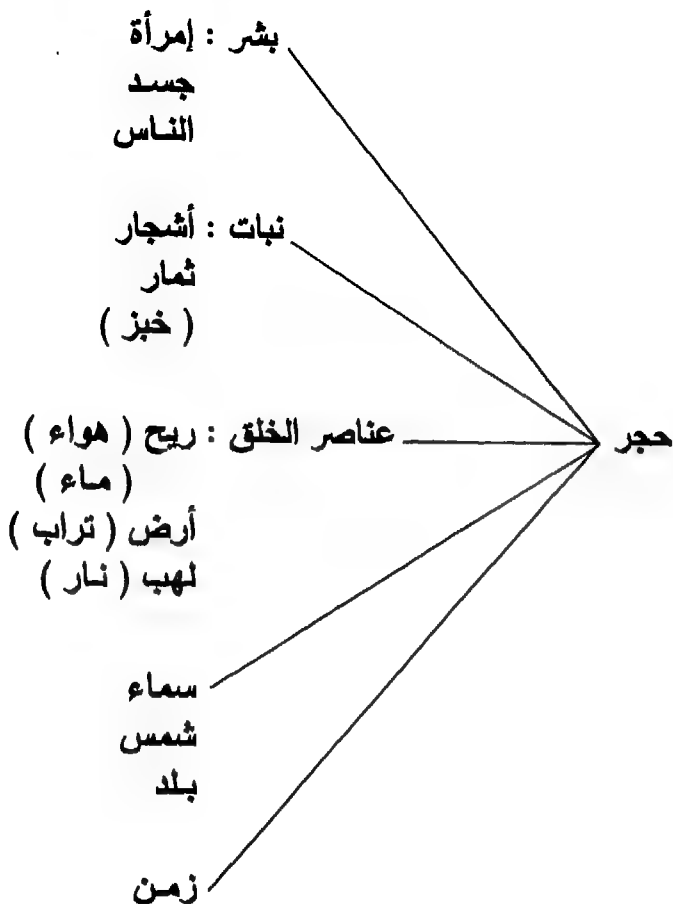 بشر : إمرأة
جسد
الناس
نبات : أشجار
ثمار
( خبز )
حجر
عناصر الخلق : ريح ( هواء )
( ماء )
أرض ( تراب )
لهب ( نار )
سماء
شمس
بلد
زمن